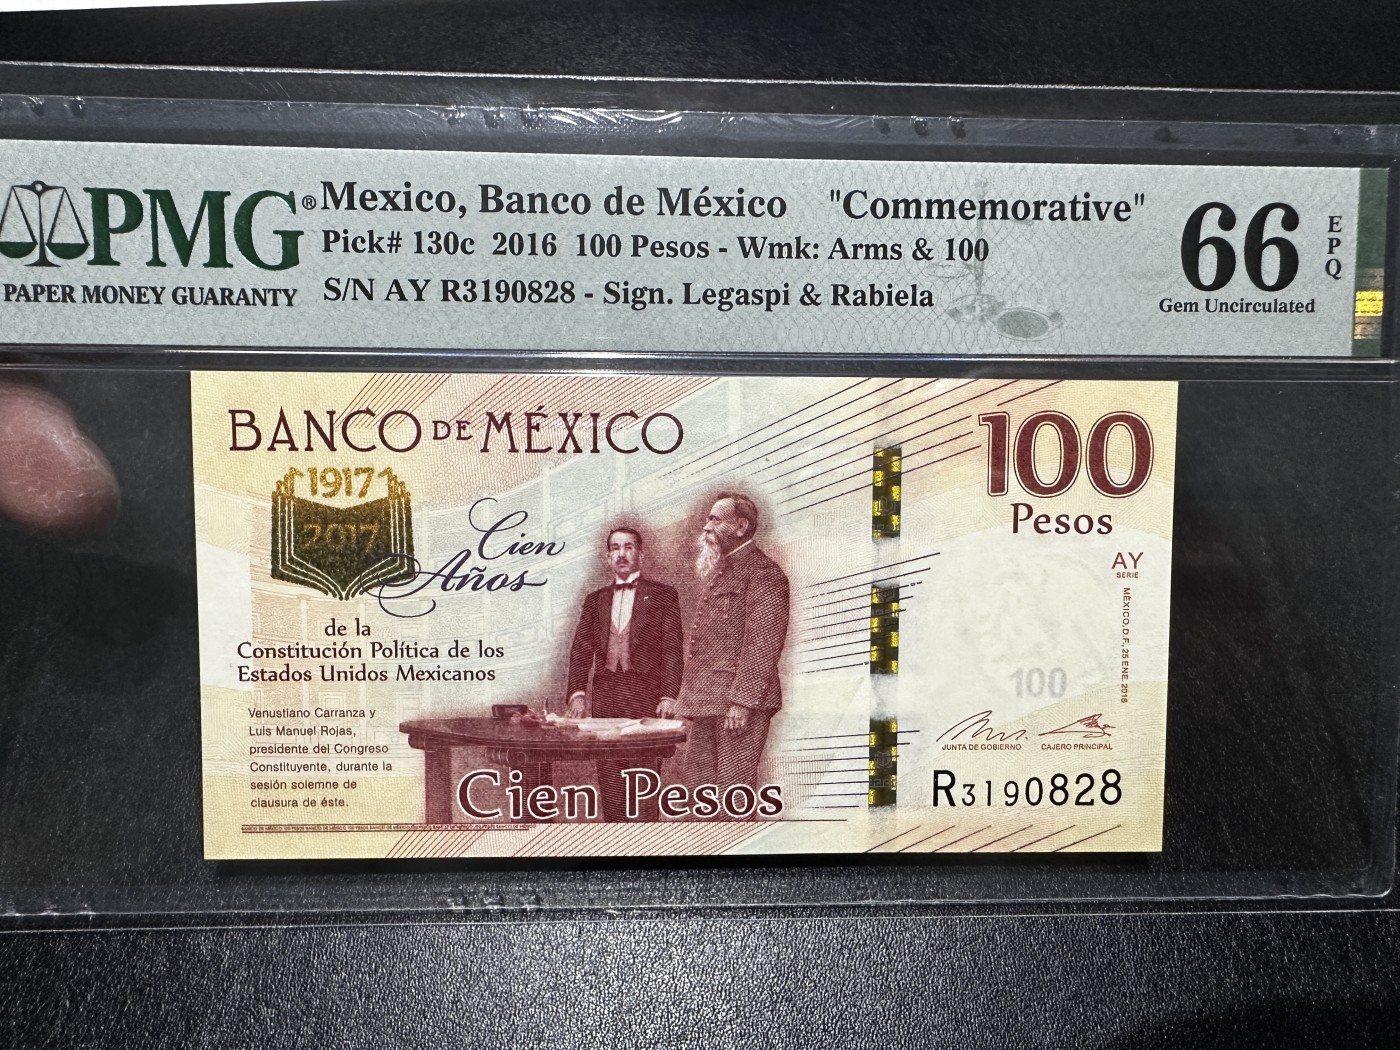 PMG®
PAPER MONEY GUARANTY
Mexico, Banco de México "Commemorative"
Pick# 130c 2016 100 Pesos - Wmk: Arms & 100
S/N AY R3190828 - Sign. Legaspi & Rabiela
66
EPQ
Gem Uncirculated
BANCO DE MÉXICO
1917
2017
Cien
Años
de la
Constitución Política de los
Estados Unidos Mexicanos
Venustiano Carranza y
Luis Manuel Rojas,
presidente del Congreso
Constituyente, durante la
sesión solemne de
clausura de éste.
Cien Pesos
100
Pesos
AY
SERIE
MÉXICO, D.F., 25 ENE. 2016
100
JUNTA DE GOBIERNO CAJERO PRINCIPAL
R3190828